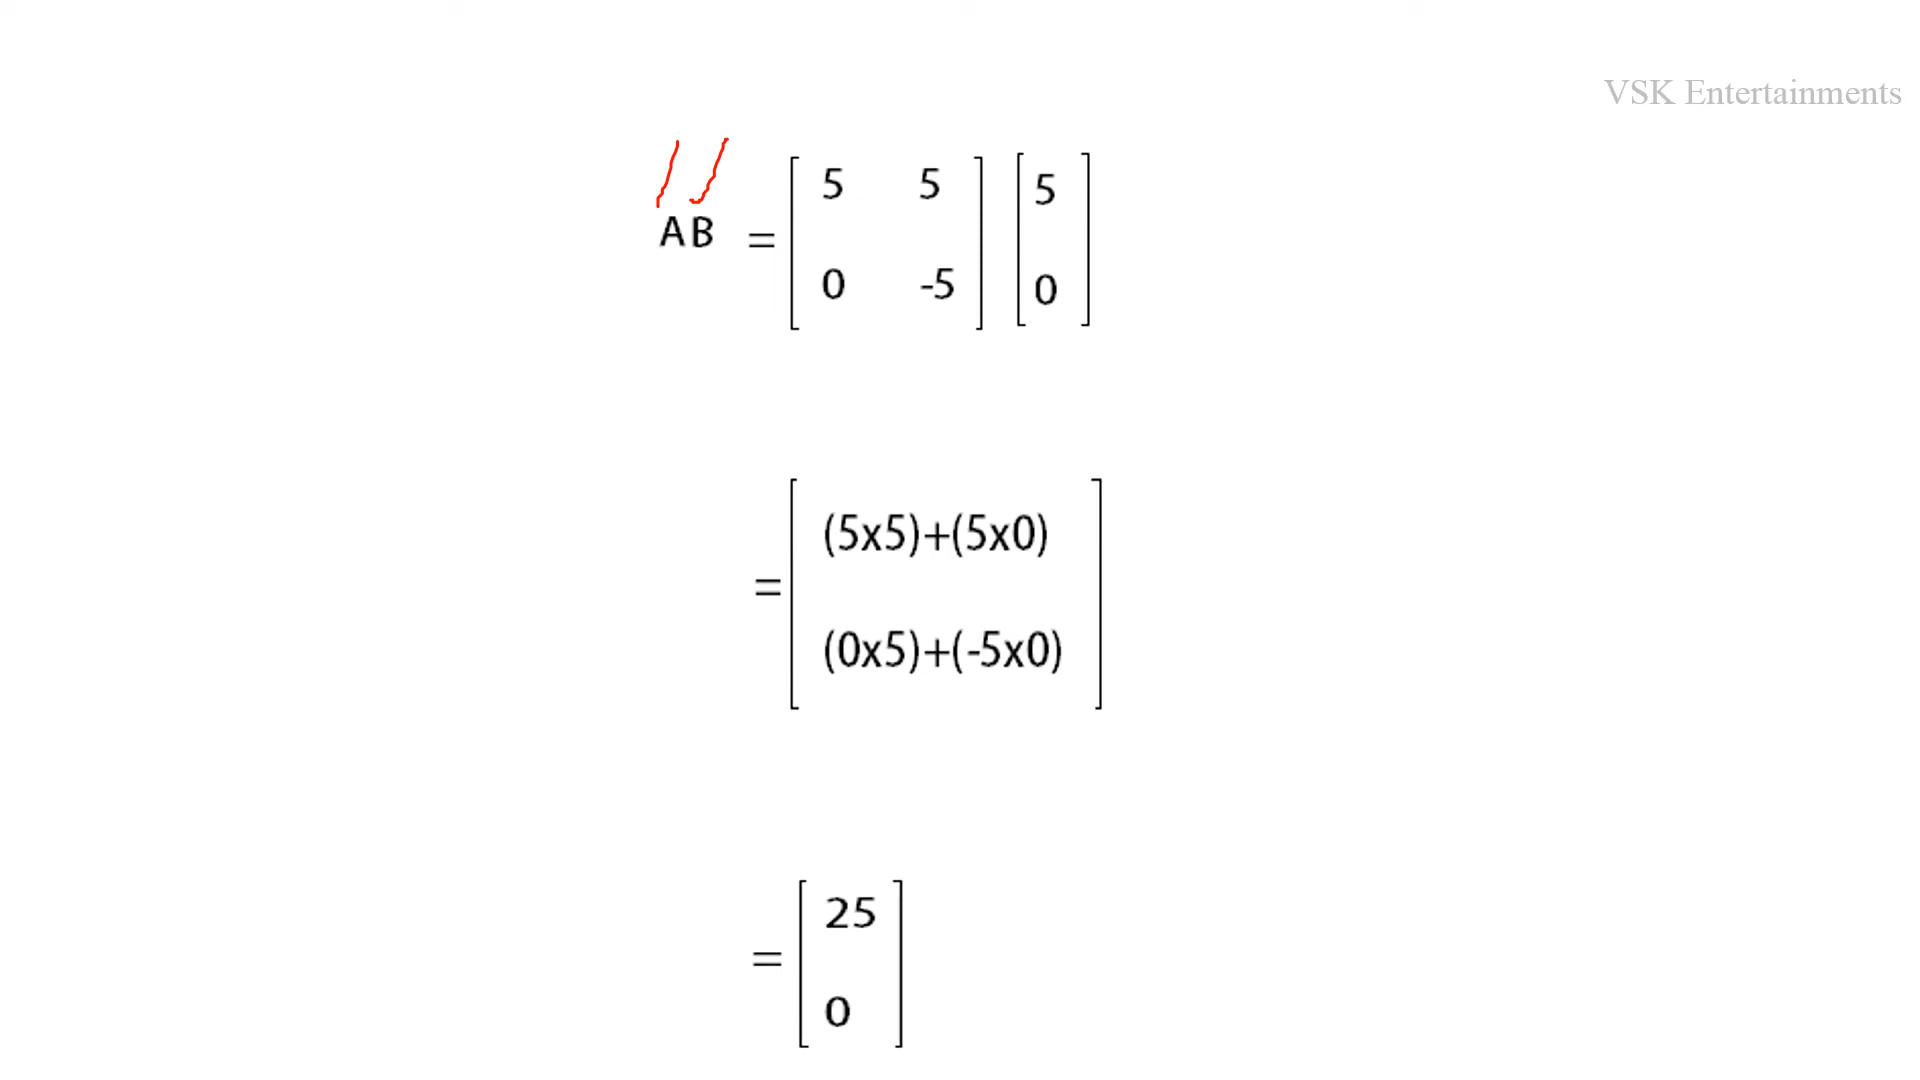 VSK Entertainments
AB = [ 5 5 ] [ 5 ]
[ 0 -5 ] [ 0 ]
= [ (5x5)+(5x0) ]
[ (0x5)+(-5x0) ]
= [ 25 ]
[ 0 ]